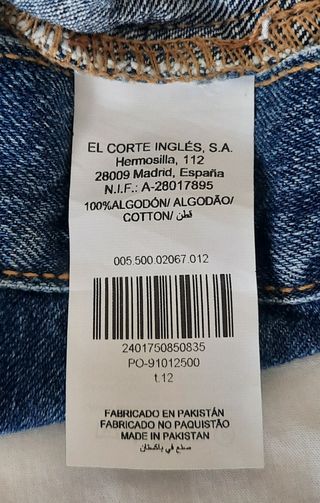 EL CORTE INGLÉS, S.A.
Hermosilla, 112
28009 Madrid, España
N.I.F.: A-28017895
100%ALGODÓN/ ALGODÃO/
COTTON/ قطن
005.500.02067.012
2401750850835
PO-91012500
t.12
FABRICADO EN PAKISTÁN
FABRICADO NO PAQUISTÃO
MADE IN PAKISTAN
صنع في باكستان